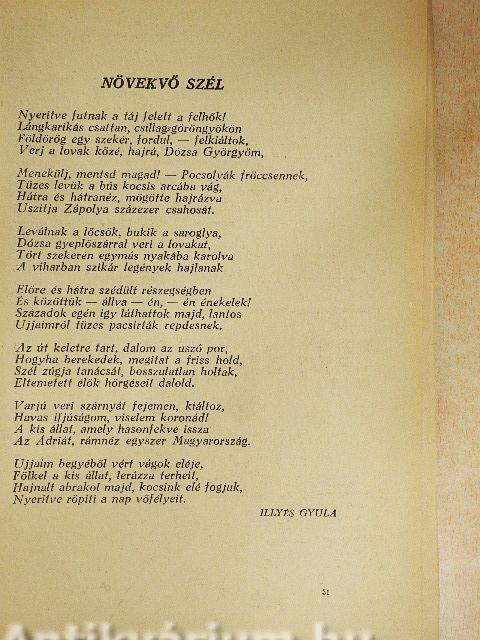 NÖVEKVŐ SZÉL
Nyerítve futnak a táj felett a felhők!
Lángkarikás csattan, csillag-göröngyökön
Földörög egy szekér, fordul, — felkiáltok,
Verj a lovak közé, hajrá, Dózsa Györgyöm,
Menekülj, mentsd magad! — Pocsolyák fröccsennek,
Tüzes levük a bús kocsis arcába vág,
Hátra és hátranéz, mögötte hajrázva
Uszítja Zápolya százezer csahosát.
Leválnak a lőcsök, bukik a saroglya,
Dózsa gyeplőszárral veri a lovakat,
Tört szekerén egymás nyakába karolva
A viharban szikár legények hajlanak
Előre és hátra szédült részegségben
És közöttük — állva — én, — én énekelek!
Századok egén így láthattok majd, lantos
Ujjaimról tüzes pacsirták repdesnek.
Az út keletre tart, dalom az uszó por,
Hogyha berekedek, megitat a friss hold,
Szél zúgja tanácsát, bosszulatlan holtak,
Eltemetett élők hörgéseit dalold.
Varjú veri szárnyát fejemen, kiáltoz,
Havas ifjúságom, viselem koronád!
A kis állat, amely hasonfekve issza
Az Adriát, rámnéz egyszer Magyarország.
Ujjaim begyéből vért vágok eléje,
Fölkel a kis állat, lerázza terheit,
Hajnalt abrakol majd, kocsink elé fogjuk,
Nyerítve röpíti a nap vőfélyeit.
ILLYÉS GYULA
51
Antikvárium.hu